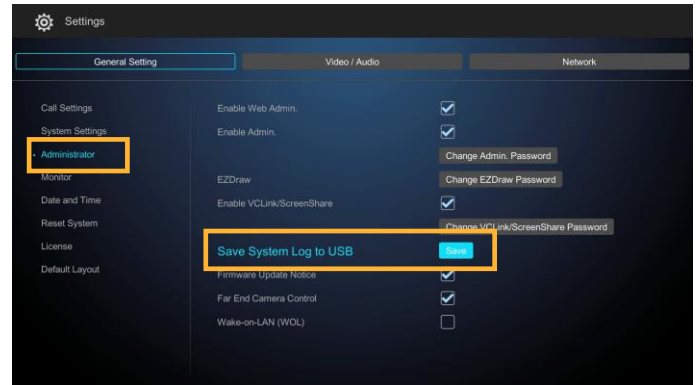 Settings
General Setting Video / Audio Network
Call Settings
System Settings
Administrator
Monitor
Date and Time
Reset System
License
Default Layout
Enable Web Admin.
Enable Admin.
Change Admin. Password
EZDraw Change EZDraw Password
Enable VCLink/ScreenShare
Change VCLink/ScreenShare Password
Save System Log to USB Save
Firmware Update Notice
Far End Camera Control
Wake-on-LAN (WOL)